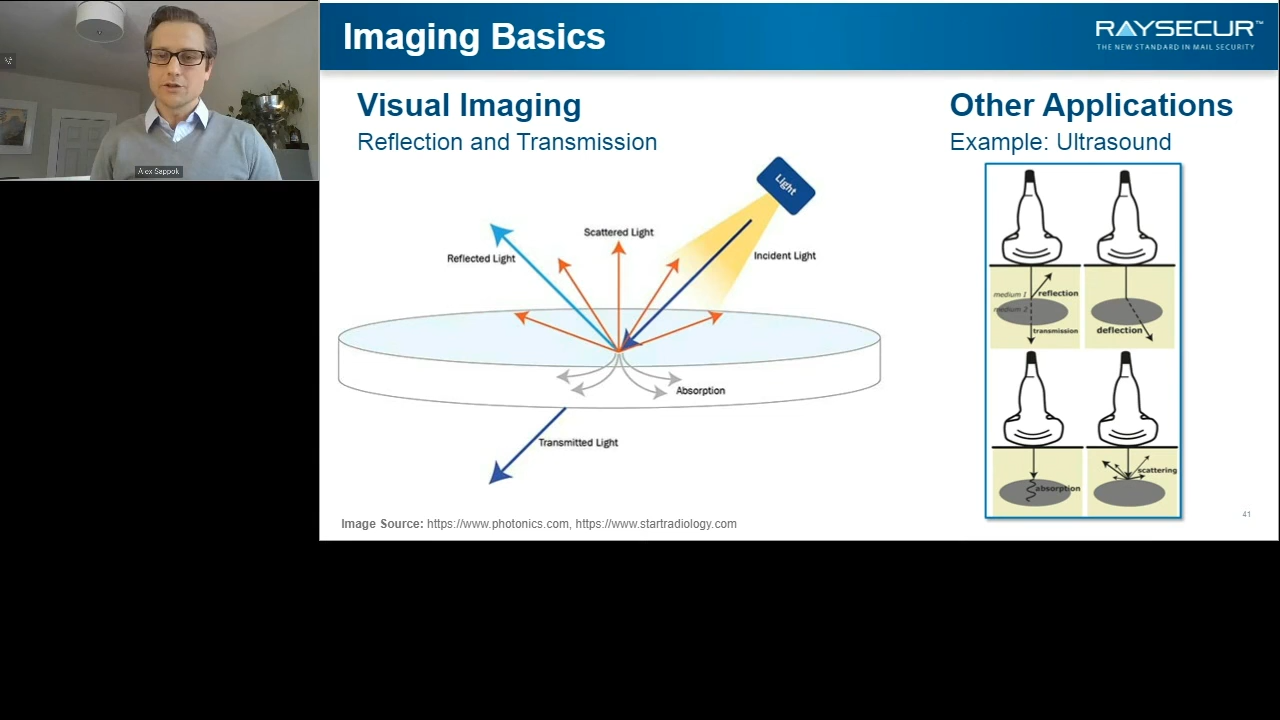 Alex Sappok
Imaging Basics
RAYSECUR™
THE NEW STANDARD IN MAIL SECURITY
Visual Imaging
Reflection and Transmission
Light
Scattered Light
Reflected Light
Incident Light
Absorption
Transmitted Light
Image Source: https://www.photonics.com, https://www.startradiology.com
Other Applications
Example: Ultrasound
medium 1
reflection
medium 2
transmission
deflection
absorption
scattering
41